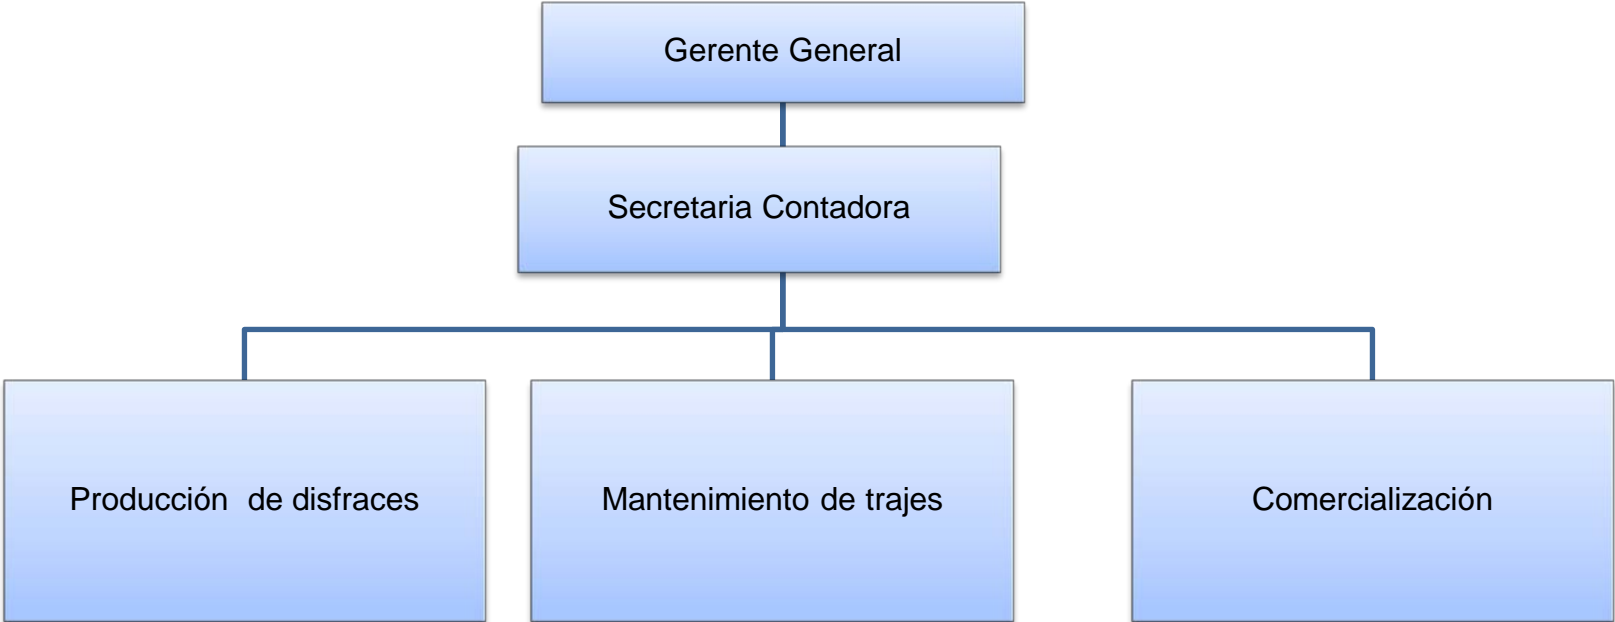 Gerente General
Secretaria Contadora
Producción de disfraces
Mantenimiento de trajes
Comercialización